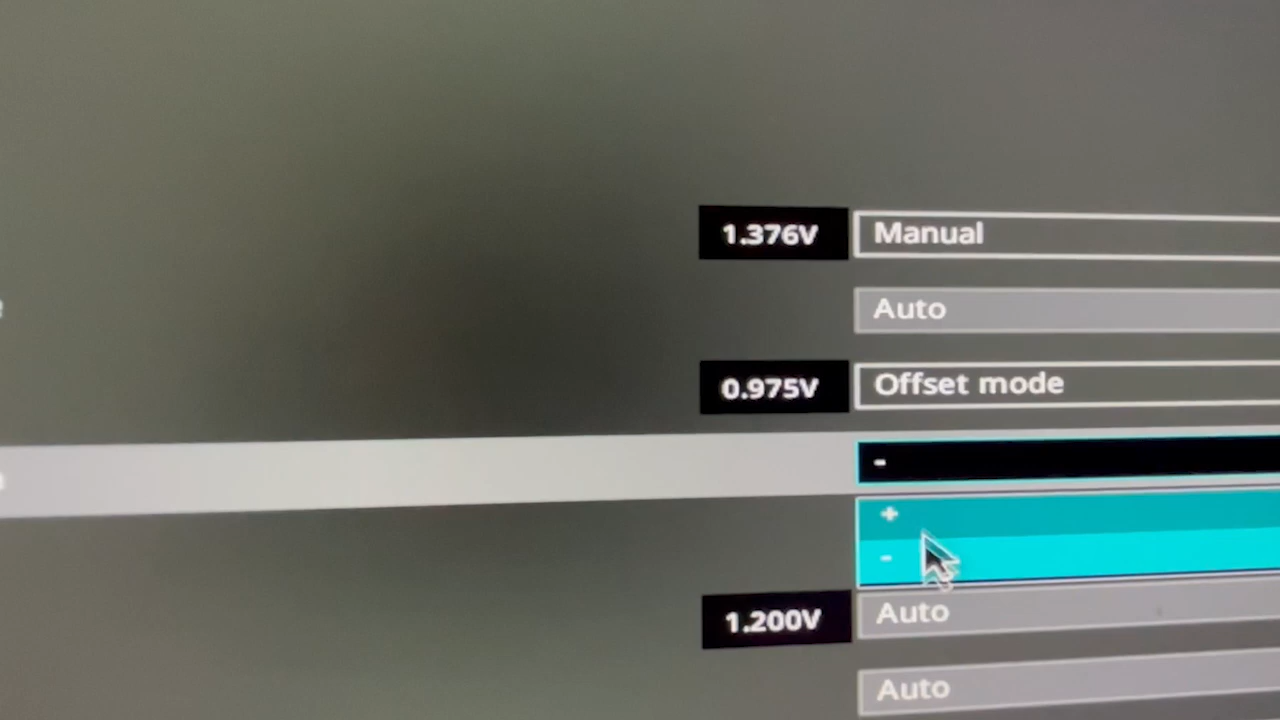 1.376V Manual
Auto
0.975V Offset mode
-
+
-
1.200V Auto
Auto